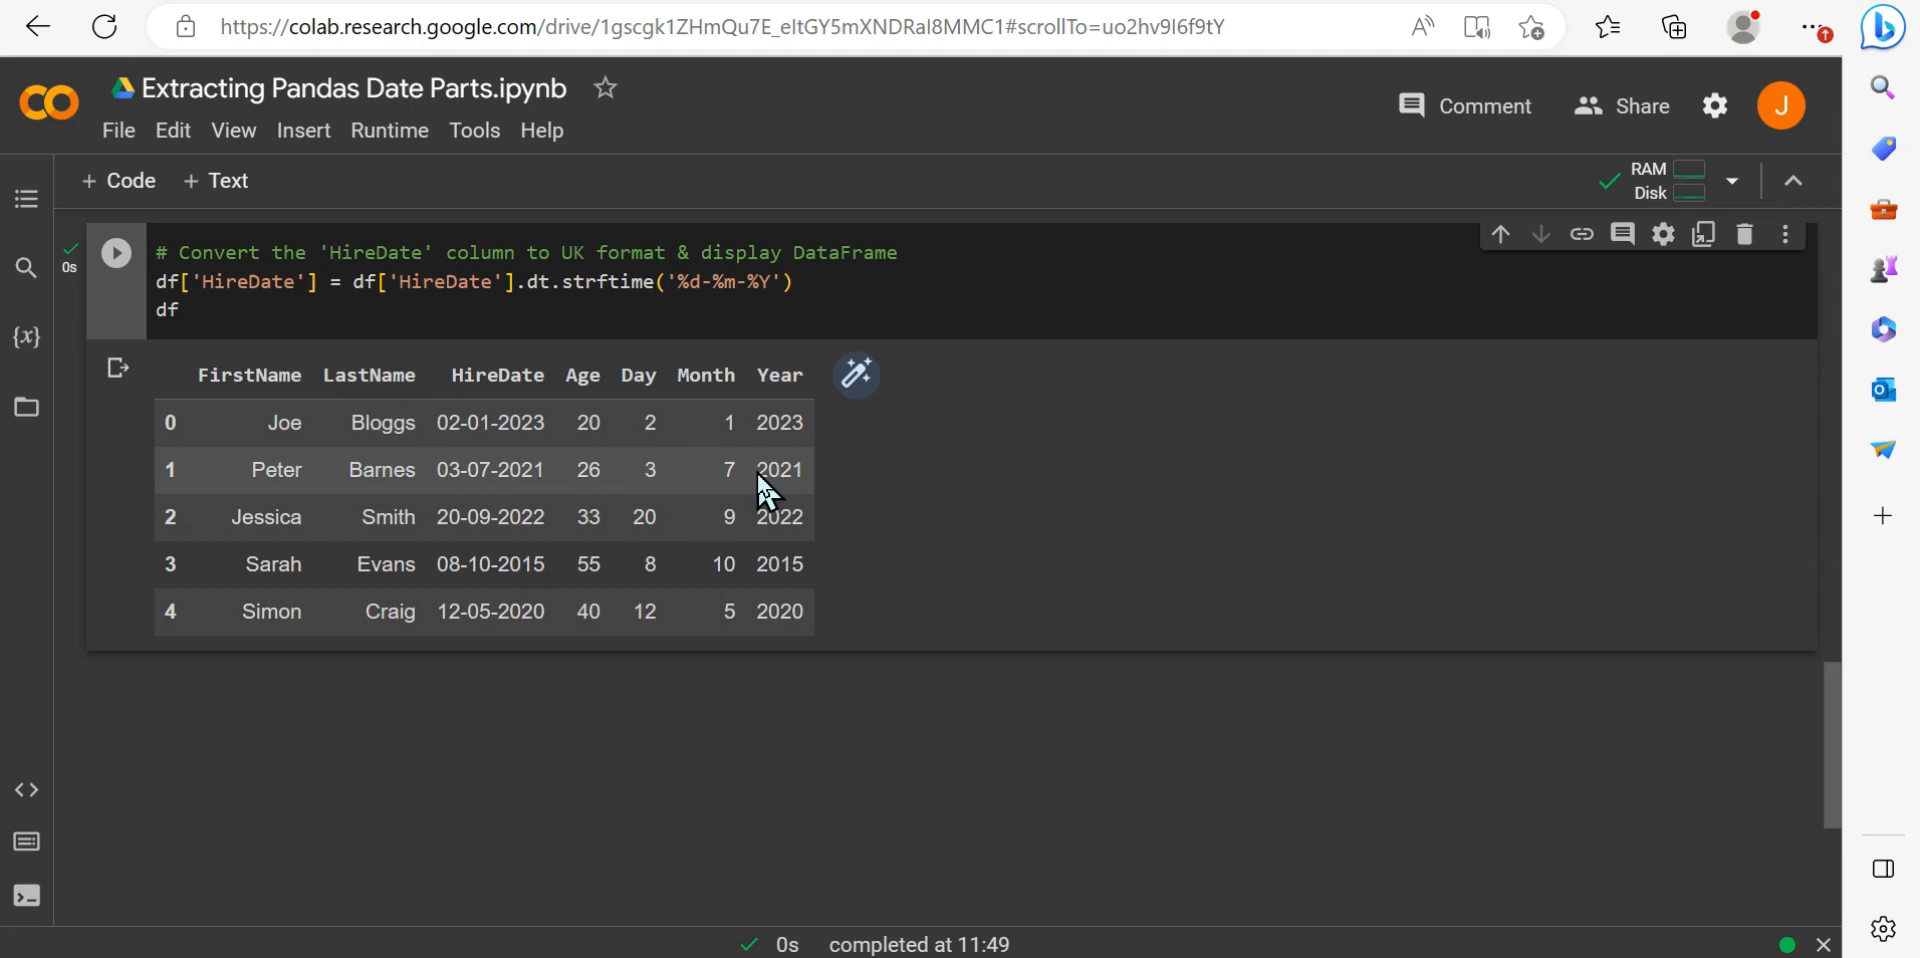 https://colab.research.google.com/drive/1gscgk1ZHmQu7E_eItGY5mXNDRaI8MMC1#scrollTo=uo2hv9I6f9tY
Extracting Pandas Date Parts.ipynb
File Edit View Insert Runtime Tools Help
Comment Share J
+ Code + Text
RAM
Disk
0s
# Convert the 'HireDate' column to UK format & display DataFrame
df['HireDate'] = df['HireDate'].dt.strftime('%d-%m-%Y')
df
FirstName LastName HireDate Age Day Month Year
0 Joe Bloggs 02-01-2023 20 2 1 2023
1 Peter Barnes 03-07-2021 26 3 7 2021
2 Jessica Smith 20-09-2022 33 20 9 2022
3 Sarah Evans 08-10-2015 55 8 10 2015
4 Simon Craig 12-05-2020 40 12 5 2020
0s completed at 11:49